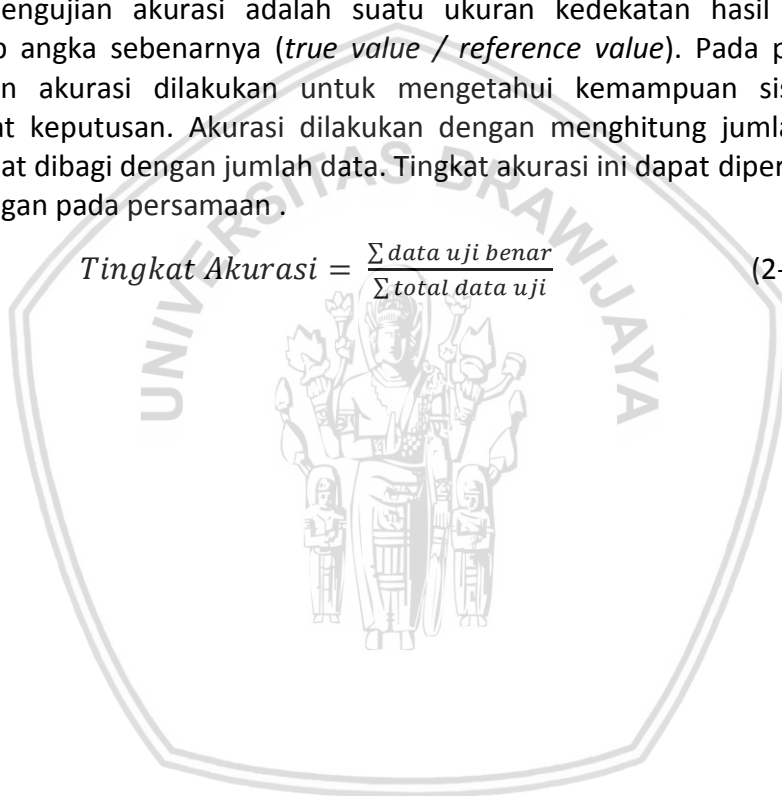 engujian akurasi adalah suatu ukuran kedekatan hasil
angka sebenarnya (true value / reference value). Pada p
n akurasi dilakukan untuk mengetahui kemampuan sis
at keputusan. Akurasi dilakukan dengan menghitung jumla
at dibagi dengan jumlah data. Tingkat akurasi ini dapat diper
gan pada persamaan .
Tingkat Akurasi = ∑ data uji benar / ∑ total data uji (2-
UNIVERSITAS BRAWIJAYA